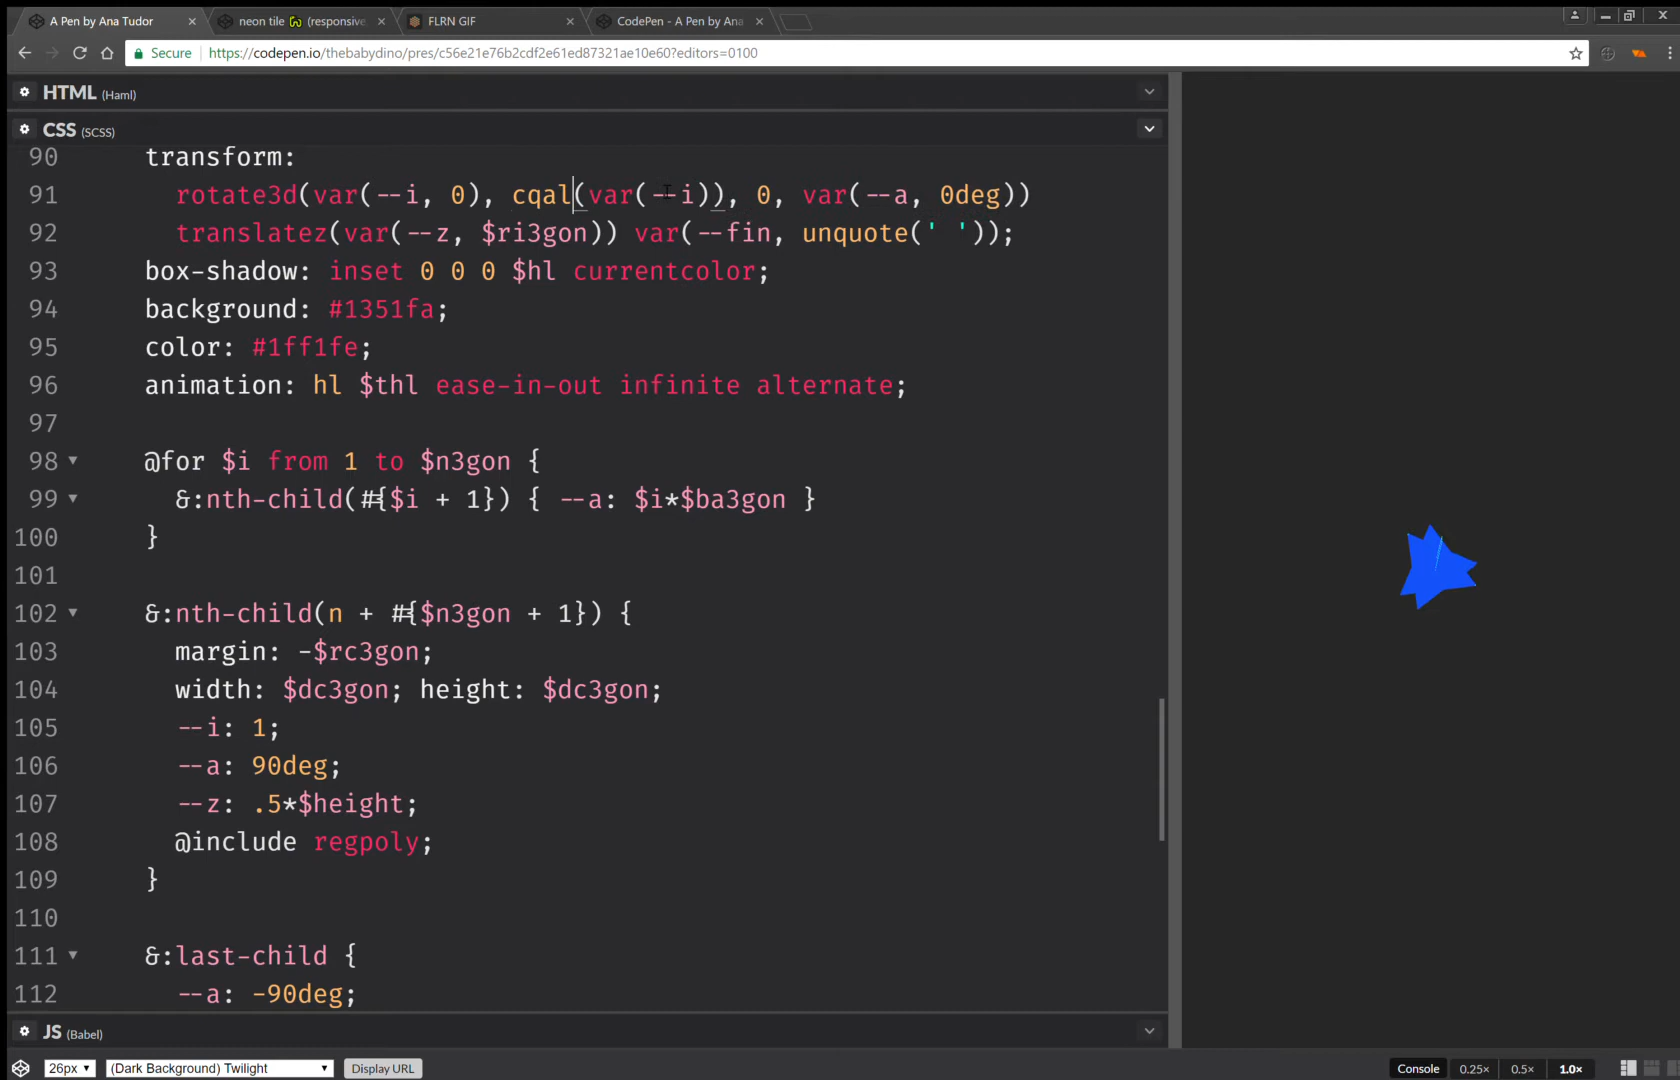 A Pen by Ana Tudor
neon tile (responsive
FLRN GIF
CodePen - A Pen by Ana
Secure https://codepen.io/thebabydino/pres/c56e21e76b2cdf2e61ed87321ae10e60?editors=0100
HTML (Haml)
CSS (SCSS)
90 transform:
91 rotate3d(var(--i, 0), cqal(var(--i)), 0, var(--a, 0deg))
92 translatez(var(--z, $ri3gon)) var(--fin, unquote(' '));
93 box-shadow: inset 0 0 0 $hl currentcolor;
94 background: #1351fa;
95 color: #1ff1fe;
96 animation: hl $thl ease-in-out infinite alternate;
97
98 @for $i from 1 to $n3gon {
99 &:nth-child(#{$i + 1}) { --a: $i*$ba3gon }
100 }
101
102 &:nth-child(n + #{$n3gon + 1}) {
103 margin: -$rc3gon;
104 width: $dc3gon; height: $dc3gon;
105 --i: 1;
106 --a: 90deg;
107 --z: .5*$height;
108 @include regpoly;
109 }
110
111 &:last-child {
112 --a: -90deg;
JS (Babel)
26px (Dark Background) Twilight Display URL Console 0.25× 0.5× 1.0×